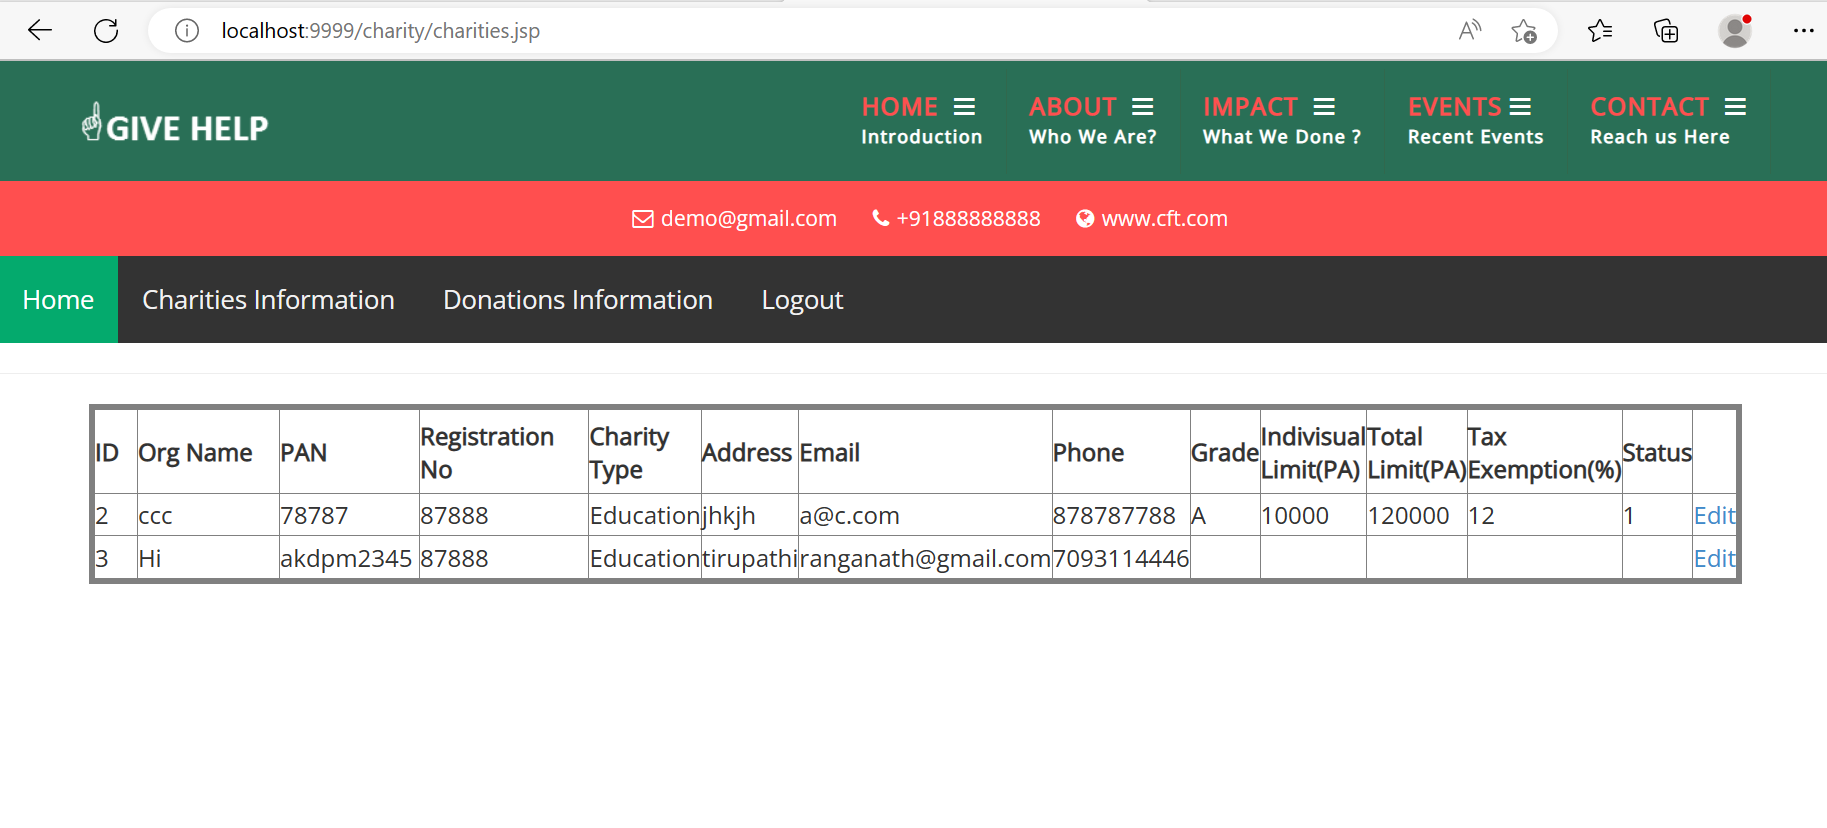 localhost:9999/charity/charities.jsp
GIVE HELP
HOME ABOUT IMPACT EVENTS CONTACT
Introduction Who We Are? What We Done ? Recent Events Reach us Here
demo@gmail.com +91888888888 www.cft.com
Home Charities Information Donations Information Logout
ID Org Name PAN Registration No Charity Type Address Email Phone Grade Indivisual Limit(PA) Total Limit(PA) Tax Exemption(%) Status
2 ccc 78787 87888 Education jhkjh a@c.com 878787788 A 10000 120000 12 1 Edit
3 Hi akdpm2345 87888 Education tirupathi ranganath@gmail.com 7093114446 Edit